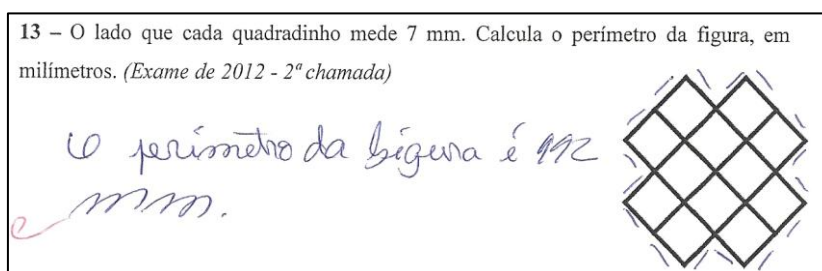 13 – O lado que cada quadradinho mede 7 mm. Calcula o perímetro da figura, em
milímetros. (Exame de 2012 - 2ª chamada)
O perímetro da figura é 112
mm.